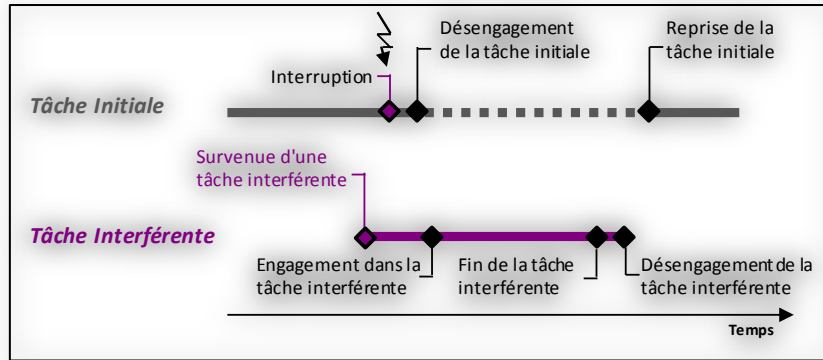 Désengagement
de la tâche initiale
Reprise de la
tâche initiale
Interruption
Tâche Initiale
Survenue d'une
tâche interférente
Tâche Interférente
Engagement dans la
tâche interférente
Fin de la tâche
interférente
Désengagement de la
tâche interférente
Temps